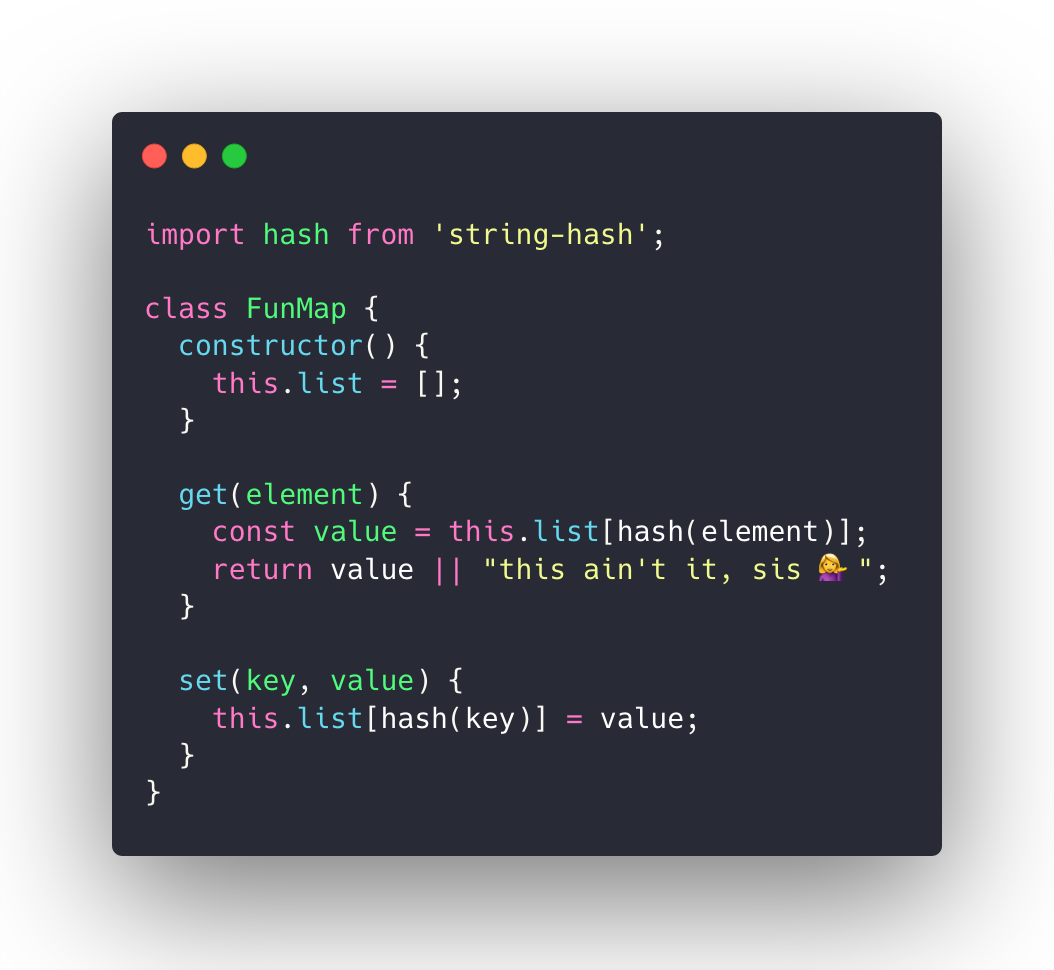 import hash from 'string-hash';
class FunMap {
  constructor() {
    this.list = [];
  }
  get(element) {
    const value = this.list[hash(element)];
    return value || "this ain't it, sis 💁‍♀️ ";
  }
  set(key, value) {
    this.list[hash(key)] = value;
  }
}